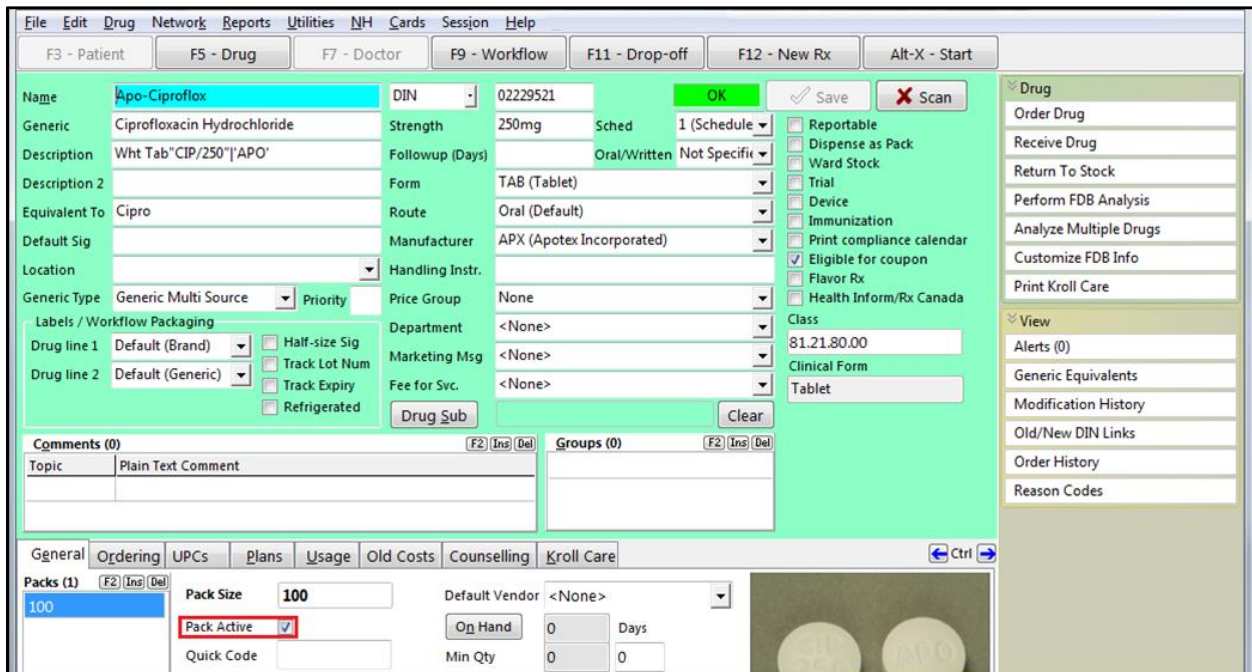 File Edit Drug Network Reports Utilities NH Cards Session Help
F3 - Patient F5 - Drug F7 - Doctor F9 - Workflow F11 - Drop-off F12 - New Rx Alt-X - Start
Name Apo-Ciproflox DIN 02229521 OK Save Scan
Generic Ciprofloxacin Hydrochloride Strength 250mg Sched 1 (Schedule
Description Wht Tab"CIP/250"|'APO' Followup (Days) Oral/Written Not Specifie
Description 2 Form TAB (Tablet)
Equivalent To Cipro Route Oral (Default)
Default Sig Manufacturer APX (Apotex Incorporated)
Location Handling Instr.
Generic Type Generic Multi Source Priority Price Group None
Labels / Workflow Packaging Department <None>
Drug line 1 Default (Brand) Half-size Sig Marketing Msg <None>
Drug line 2 Default (Generic) Track Lot Num Fee for Svc. <None>
Track Expiry
Refrigerated Drug Sub Clear
Reportable
Dispense as Pack
Ward Stock
Trial
Device
Immunization
Print compliance calendar
Eligible for coupon
Flavor Rx
Health Inform/Rx Canada
Class
81.21.80.00
Clinical Form
Tablet
Comments (0) F2 Ins Del Groups (0) F2 Ins Del
Topic Plain Text Comment
General Ordering UPCs Plans Usage Old Costs Counselling Kroll Care Ctrl
Packs (1) F2 Ins Del
100
Pack Size 100 Default Vendor <None>
Pack Active On Hand 0 Days
Quick Code Min Qty 0 0
CIP
250
APO
Drug
Order Drug
Receive Drug
Return To Stock
Perform FDB Analysis
Analyze Multiple Drugs
Customize FDB Info
Print Kroll Care
View
Alerts (0)
Generic Equivalents
Modification History
Old/New DIN Links
Order History
Reason Codes